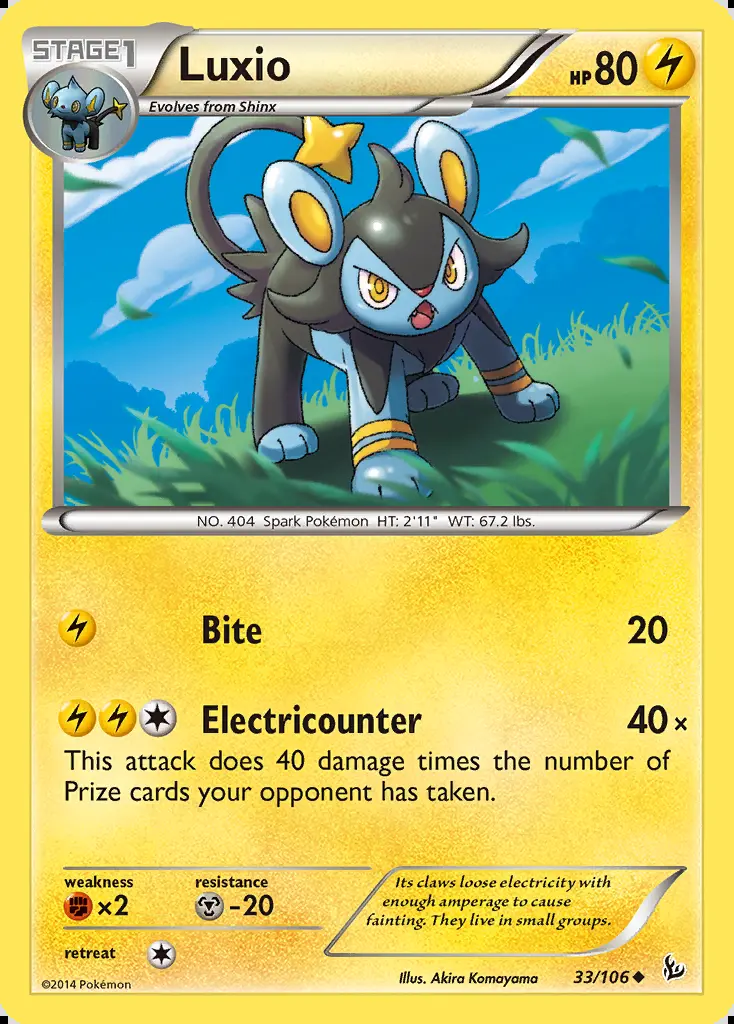 STAGE1
Luxio
HP80
Evolves from Shinx
NO. 404 Spark Pokémon HT: 2'11" WT: 67.2 lbs.
Bite 20
Electricounter 40×
This attack does 40 damage times the number of
Prize cards your opponent has taken.
weakness resistance
×2 -20
retreat
Its claws loose electricity with
enough amperage to cause
fainting. They live in small groups.
Illus. Akira Komayama 33/106
©2014 Pokémon